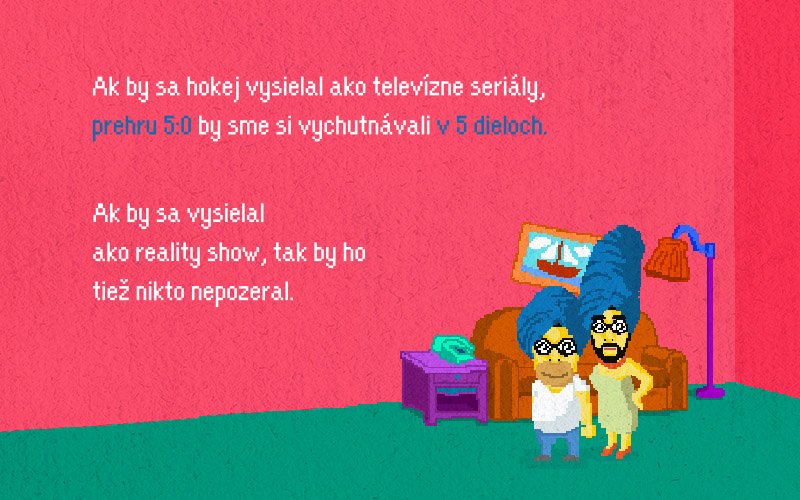 Ak by sa hokej vysielal ako televízne seriály,
prehru 5:0 by sme si vychutnávali v 5 dieloch.
Ak by sa vysielal
ako reality show, tak by ho
tiež nikto nepozeral.